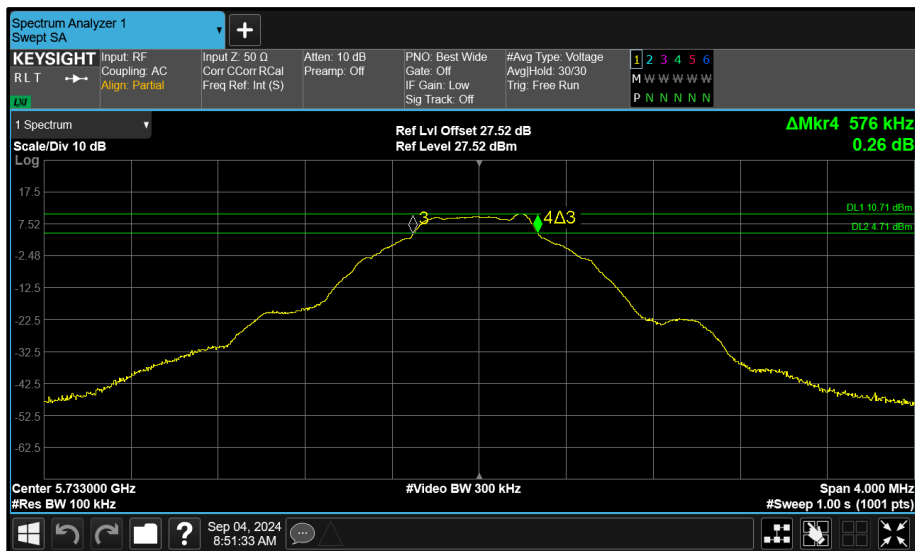 Spectrum Analyzer 1
Swept SA
+
KEYSIGHT
R L T
LXI
Input: RF
Coupling: AC
Align: Partial
Input Z: 50 Ω
Corr CCorr RCal
Freq Ref: Int (S)
Atten: 10 dB
Preamp: Off
PNO: Best Wide
Gate: Off
IF Gain: Low
Sig Track: Off
#Avg Type: Voltage
Avg|Hold: 30/30
Trig: Free Run
1 2 3 4 5 6
M W W W W W
P N N N N N
1 Spectrum
Scale/Div 10 dB
Ref Lvl Offset 27.52 dB
Ref Level 27.52 dBm
ΔMkr4 576 kHz
0.26 dB
Log
17.5
7.52
-2.48
-12.5
-22.5
-32.5
-42.5
-52.5
-62.5
3
4Δ3
DL1 10.71 dBm
DL2 4.71 dBm
Center 5.733000 GHz
#Res BW 100 kHz
#Video BW 300 kHz
Span 4.000 MHz
#Sweep 1.00 s (1001 pts)
?
Sep 04, 2024
8:51:33 AM